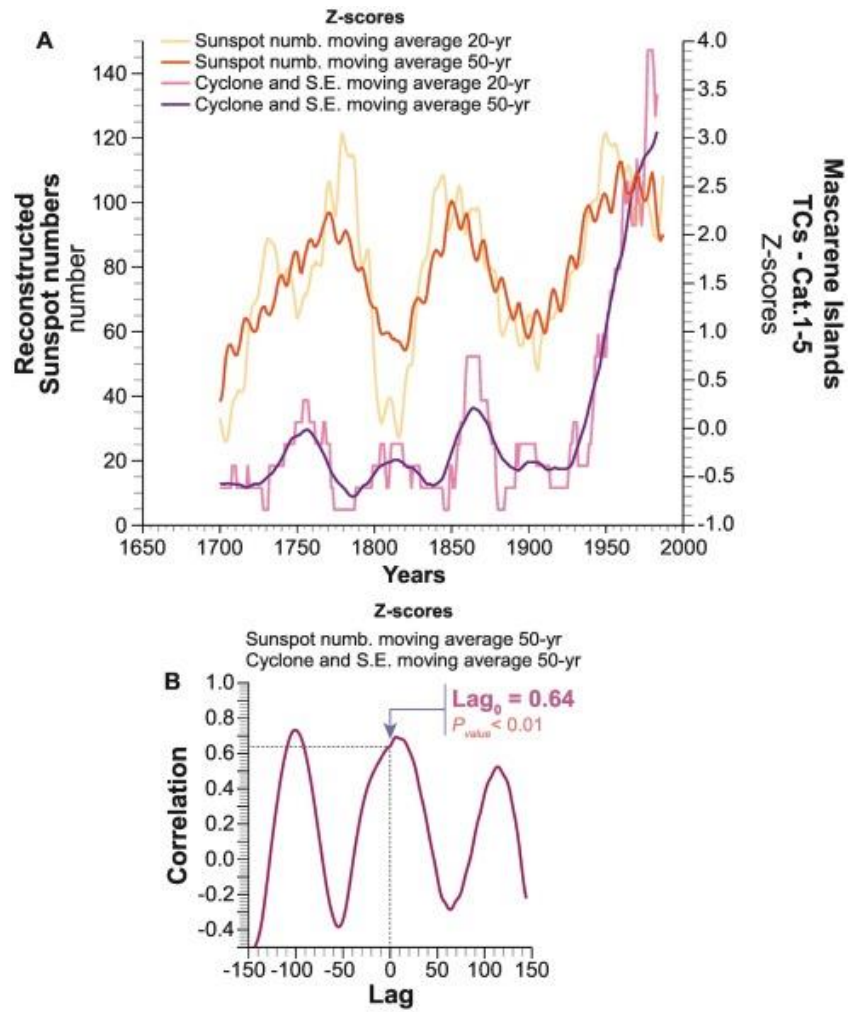 Z-scores
A
Sunspot numb. moving average 20-yr
Sunspot numb. moving average 50-yr
Cyclone and S.E. moving average 20-yr
Cyclone and S.E. moving average 50-yr
Reconstructed
Sunspot numbers
number
140
120
100
80
60
40
20
0
4.0
3.5
3.0
2.5
2.0
1.5
1.0
0.5
0.0
-0.5
-1.0
Mascarene Islands
TCs - Cat.1-5
Z-scores
1650 1700 1750 1800 1850 1900 1950 2000
Years
Z-scores
Sunspot numb. moving average 50-yr
Cyclone and S.E. moving average 50-yr
B
Correlation
1.0
0.8
0.6
0.4
0.2
0.0
-0.2
-0.4
Lag0 = 0.64
Pvalue< 0.01
-150 -100 -50 0 50 100 150
Lag